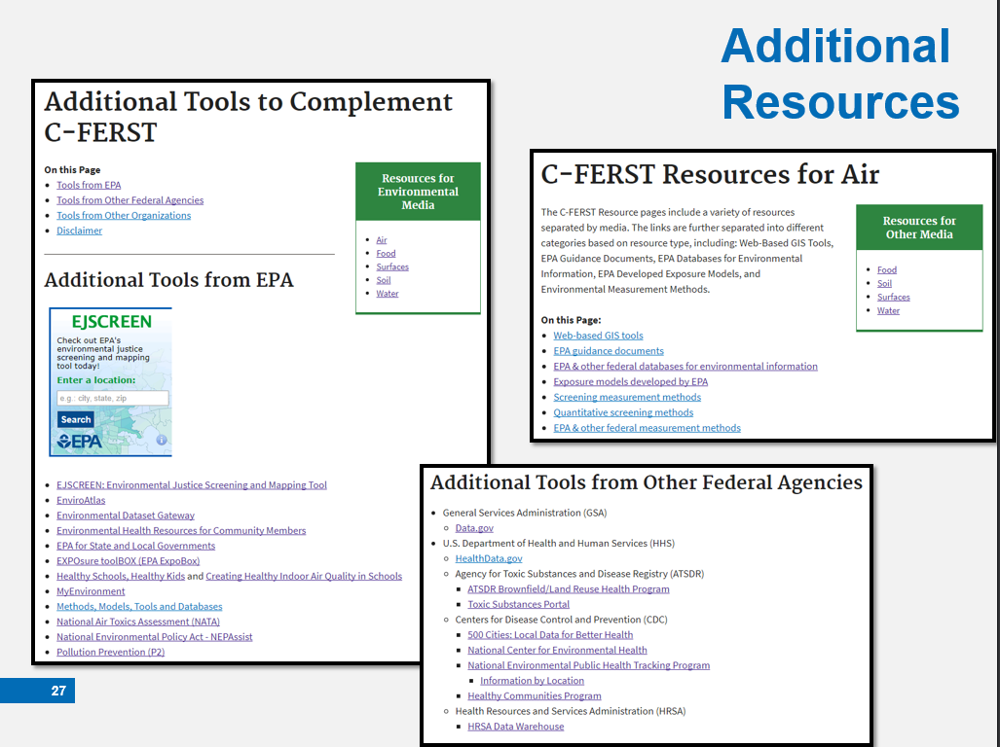 Additional
Resources
Additional Tools to Complement
C-FERST
On this Page
Tools from EPA
Tools from Other Federal Agencies
Tools from Other Organizations
Disclaimer
Resources for
Environmental
Media
Air
Food
Surfaces
Soil
Water
Additional Tools from EPA
EJSCREEN
Check out EPA's
environmental justice
screening and mapping
tool today!
Enter a location:
e.g.: city, state, zip
Search
EPA
i
EJSCREEN: Environmental Justice Screening and Mapping Tool
EnviroAtlas
Environmental Dataset Gateway
Environmental Health Resources for Community Members
EPA for State and Local Governments
EXPOsure toolBOX (EPA ExpoBox)
Healthy Schools, Healthy Kids and Creating Healthy Indoor Air Quality in Schools
MyEnvironment
Methods, Models, Tools and Databases
National Air Toxics Assessment (NATA)
National Environmental Policy Act - NEPAssist
Pollution Prevention (P2)
C-FERST Resources for Air
The C-FERST Resource pages include a variety of resources
separated by media. The links are further separated into different
categories based on resource type, including: Web-Based GIS Tools,
EPA Guidance Documents, EPA Databases for Environmental
Information, EPA Developed Exposure Models, and
Environmental Measurement Methods.
Resources for
Other Media
Food
Soil
Surfaces
Water
On this Page:
Web-based GIS tools
EPA guidance documents
EPA & other federal databases for environmental information
Exposure models developed by EPA
Screening measurement methods
Quantitative screening methods
EPA & other federal measurement methods
Additional Tools from Other Federal Agencies
General Services Administration (GSA)
Data.gov
U.S. Department of Health and Human Services (HHS)
HealthData.gov
Agency for Toxic Substances and Disease Registry (ATSDR)
ATSDR Brownfield/Land Reuse Health Program
Toxic Substances Portal
Centers for Disease Control and Prevention (CDC)
500 Cities: Local Data for Better Health
National Center for Environmental Health
National Environmental Public Health Tracking Program
Information by Location
Healthy Communities Program
Health Resources and Services Administration (HRSA)
HRSA Data Warehouse
27